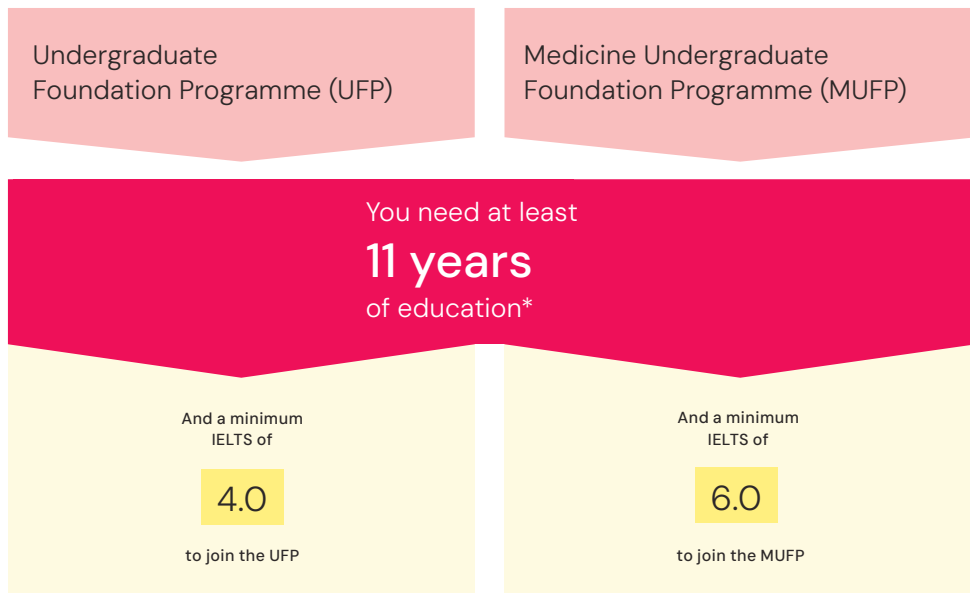 Undergraduate
Foundation Programme (UFP)
Medicine Undergraduate
Foundation Programme (MUFP)
You need at least
11 years
of education*
And a minimum
IELTS of
4.0
to join the UFP
And a minimum
IELTS of
6.0
to join the MUFP